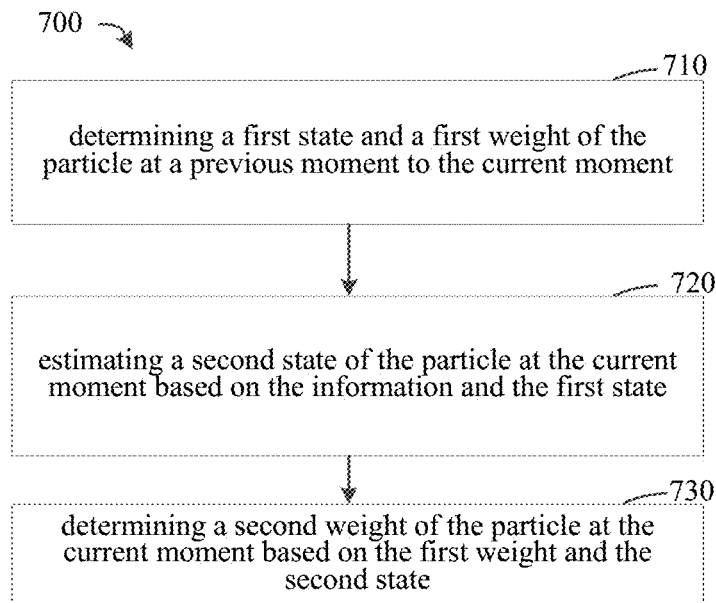 700
710
determining a first state and a first weight of the
particle at a previous moment to the current moment
720
estimating a second state of the particle at the current
moment based on the information and the first state
730
determining a second weight of the particle at the
current moment based on the first weight and the
second state